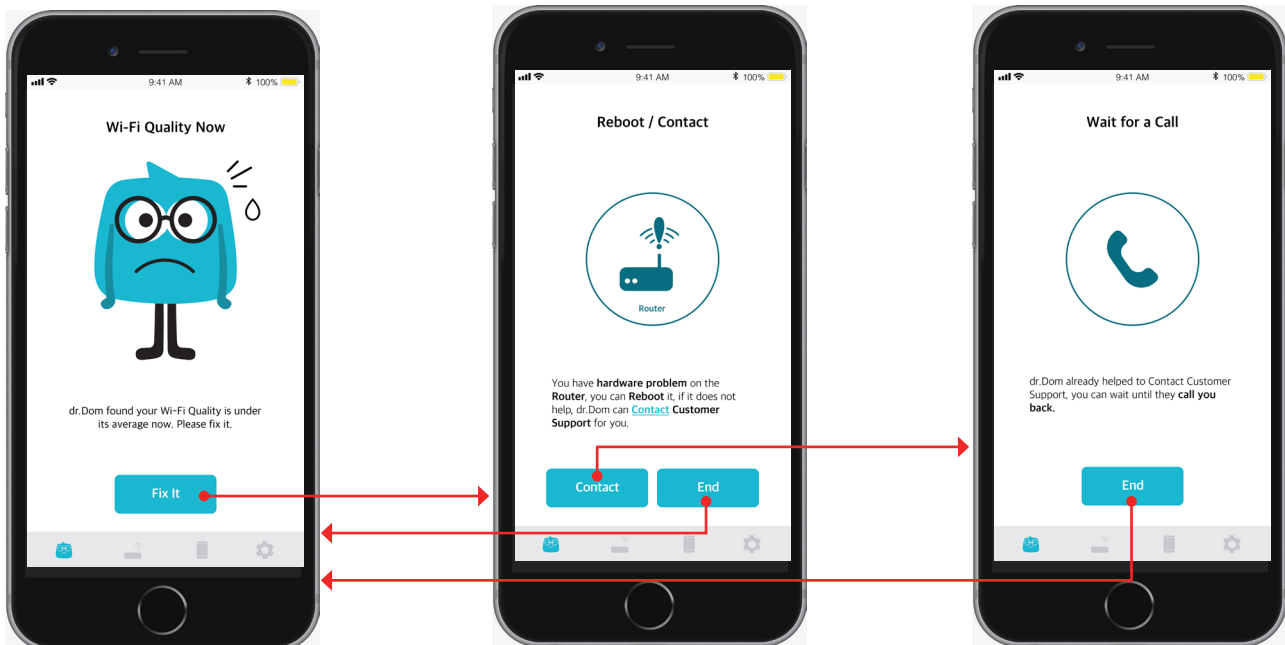 9:41 AM
100%
Wi-Fi Quality Now
dr.Dom found your Wi-Fi Quality is under
its average now. Please fix it.
Fix It
9:41 AM
100%
Reboot / Contact
Router
You have hardware problem on the
Router, you can Reboot it, if it does not
help, dr.Dom can Contact Customer
Support for you.
Contact
End
9:41 AM
100%
Wait for a Call
dr.Dom already helped to Contact Customer
Support, you can wait until they call you
back.
End